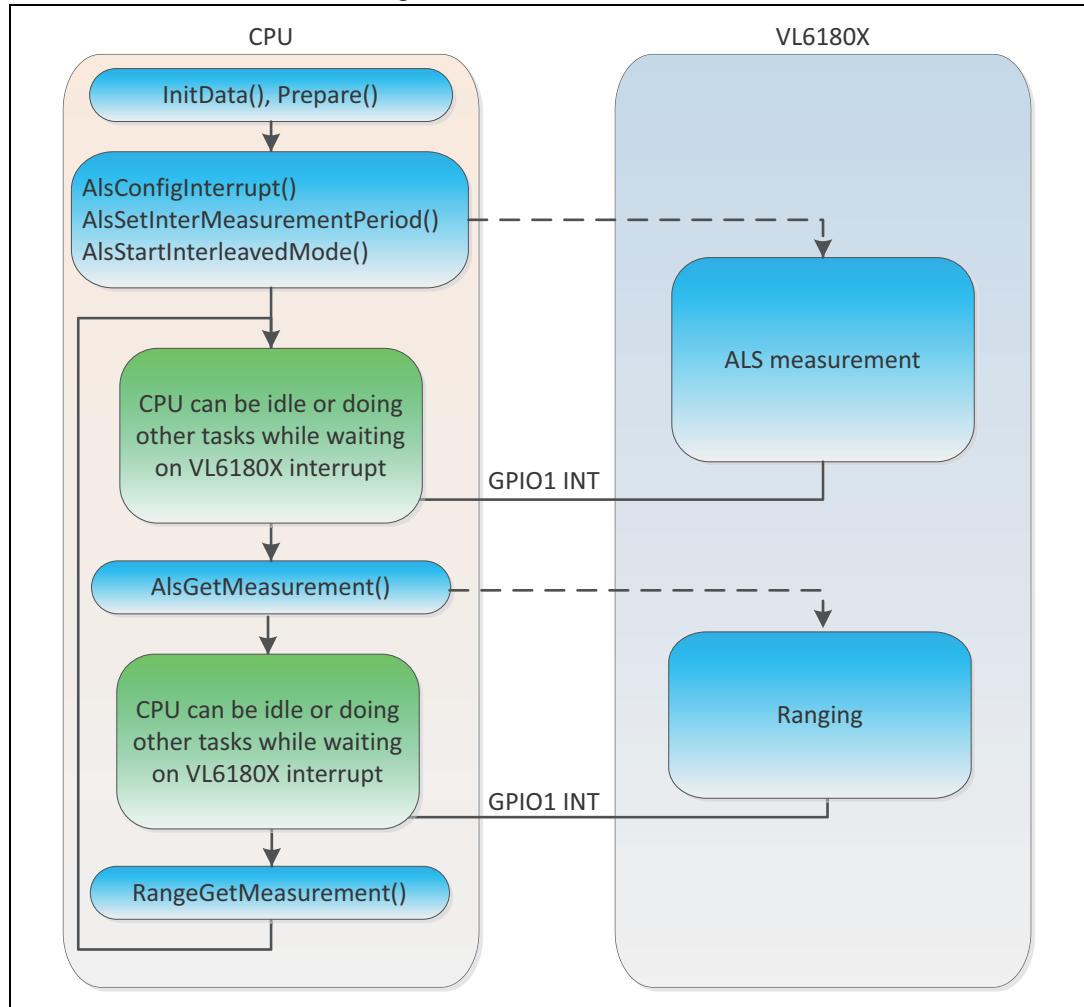 CPU
VL6180X
InitData(), Prepare()
AlsConfigInterrupt()
AlsSetInterMeasurementPeriod()
AlsStartInterleavedMode()
ALS measurement
CPU can be idle or doing
other tasks while waiting
on VL6180X interrupt
GPIO1 INT
AlsGetMeasurement()
Ranging
CPU can be idle or doing
other tasks while waiting
on VL6180X interrupt
GPIO1 INT
RangeGetMeasurement()